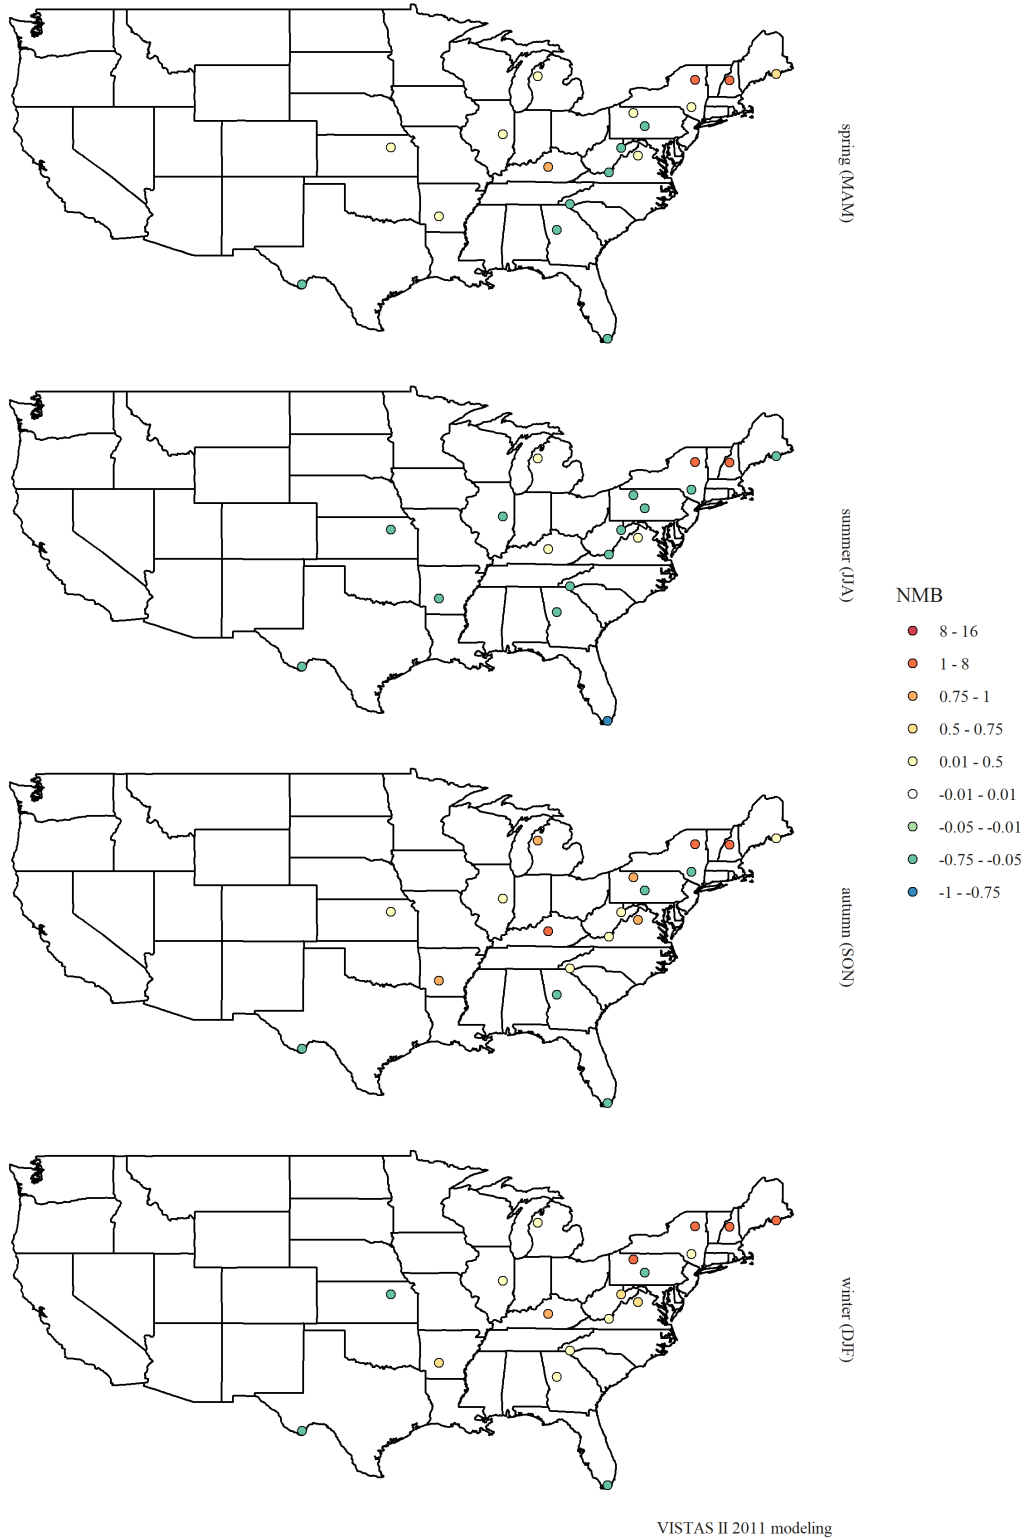 spring (MAM)
summer (JJA)
autumn (SON)
winter (DJF)
NMB
8 - 16
1 - 8
0.75 - 1
0.5 - 0.75
0.01 - 0.5
-0.01 - 0.01
-0.05 - -0.01
-0.75 - -0.05
-1 - -0.75
VISTAS II 2011 modeling